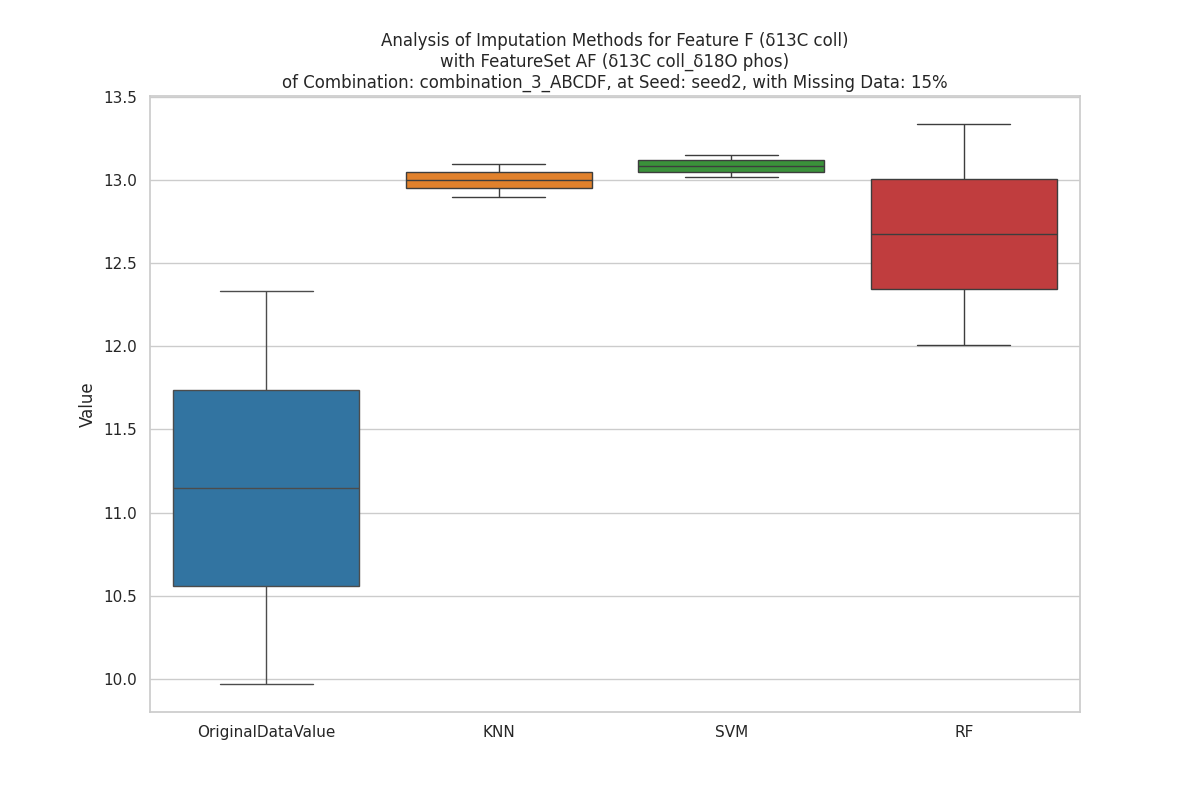 Analysis of Imputation Methods for Feature F (δ13C coll)
with FeatureSet AF (δ13C coll_δ18O phos)
of Combination: combination_3_ABCDF, at Seed: seed2, with Missing Data: 15%
13.5
13.0
12.5
12.0
11.5
11.0
10.5
10.0
Value
OriginalDataValue
KNN
SVM
RF